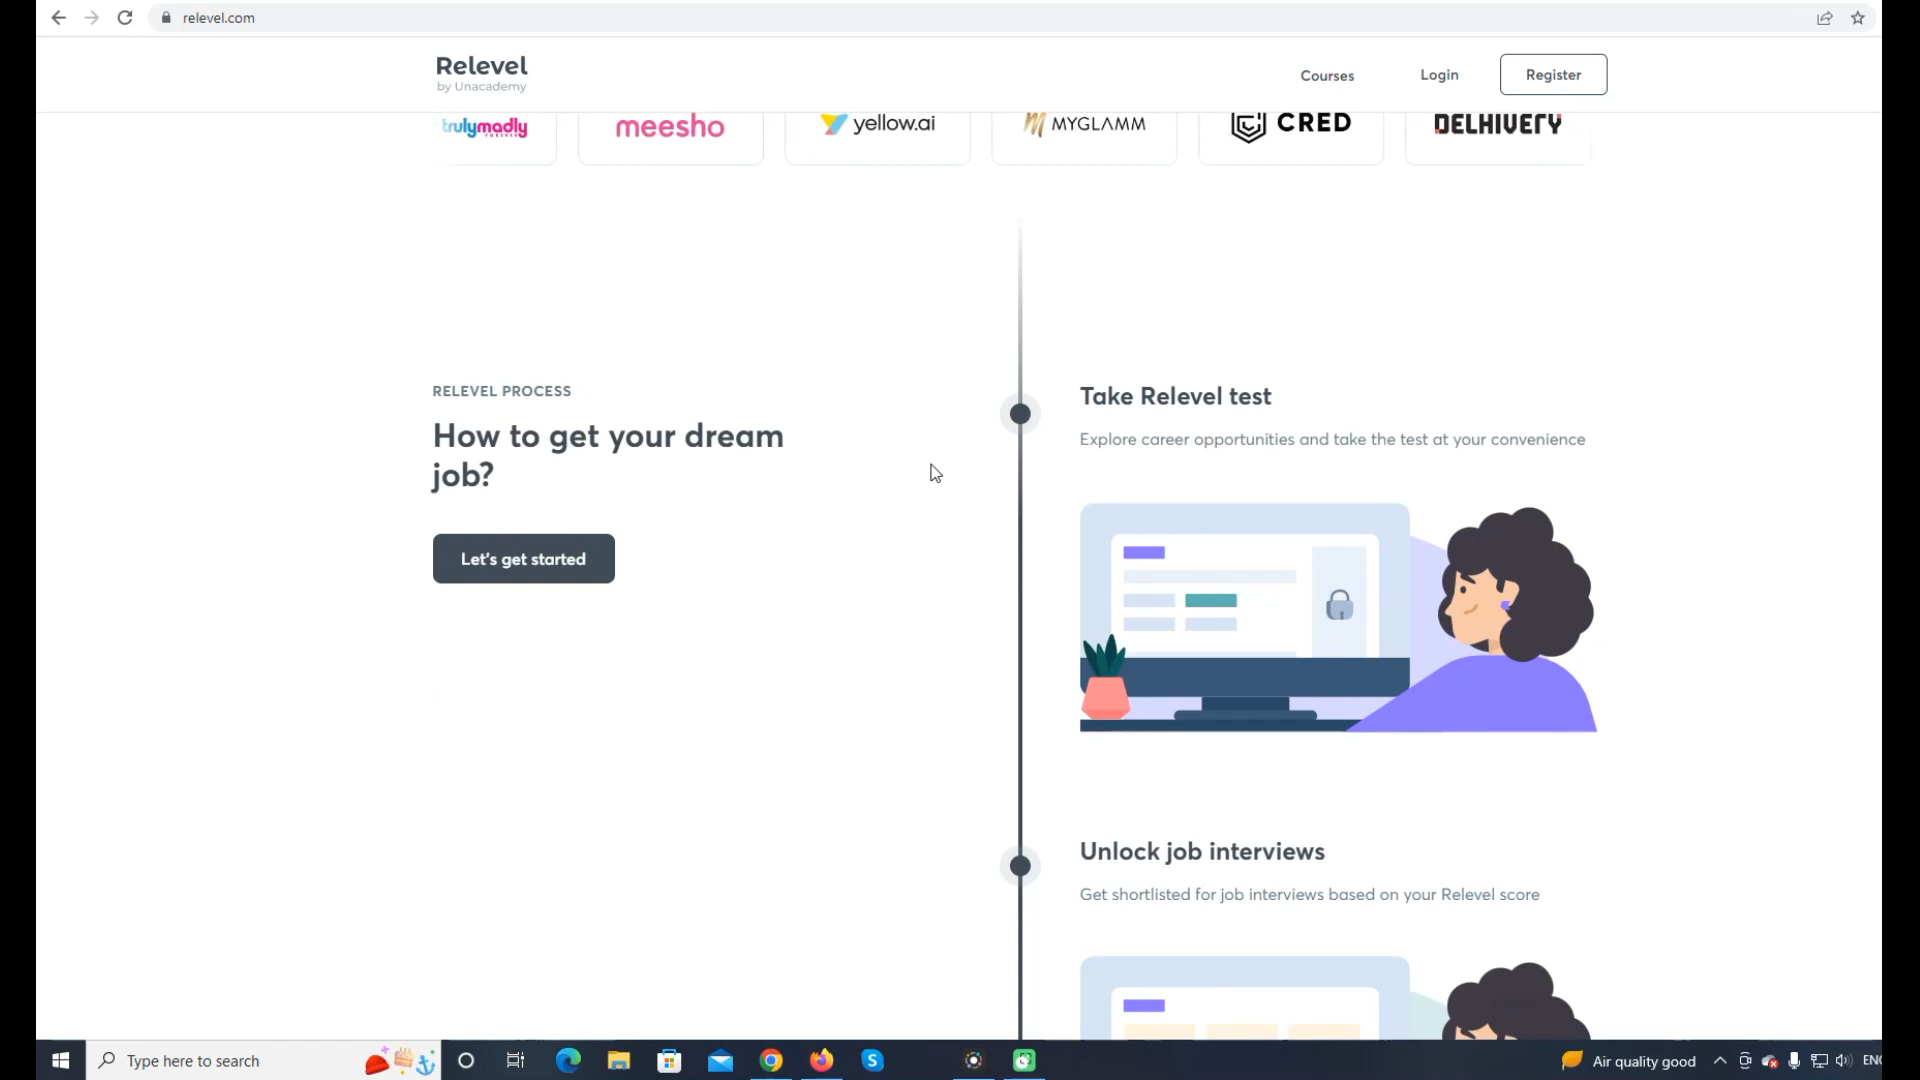 relevel.com
Relevel
by Unacademy
Courses
Login
Register
trulymadly
meesho
yellow.ai
MYGLAMM
CRED
DELHIVERY
RELEVEL PROCESS
How to get your dream
job?
Let's get started
Take Relevel test
Explore career opportunities and take the test at your convenience
Unlock job interviews
Get shortlisted for job interviews based on your Relevel score
Type here to search
Air quality good
ENG